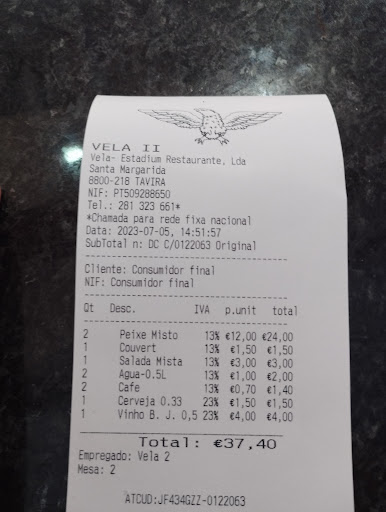 VELA II
Vela- Estadium Restaurante, Lda
Santa Margarida
8800-218 TAVIRA
NIF: PT509288650
Tel.: 281 323 661*
*Chamada para rede fixa nacional
Data: 2023-07-05, 14:51:57
SubTotal n: DC C/0122063 Original
Cliente: Consumidor final
NIF: Consumidor final
Qt Desc. IVA p.unit total
2 Peixe Misto 13% €12,00 €24,00
1 Couvert 13% €1,50 €1,50
1 Salada Mista 13% €3,00 €3,00
2 Agua-0.5L 13% €1,00 €2,00
2 Cafe 13% €0,70 €1,40
1 Cerveja 0.33 23% €1,50 €1,50
1 Vinho B. J. 0,5 23% €4,00 €4,00
Total: €37,40
Empregado: Vela 2
Mesa: 2
ATCUD:JF434GZZ-0122063